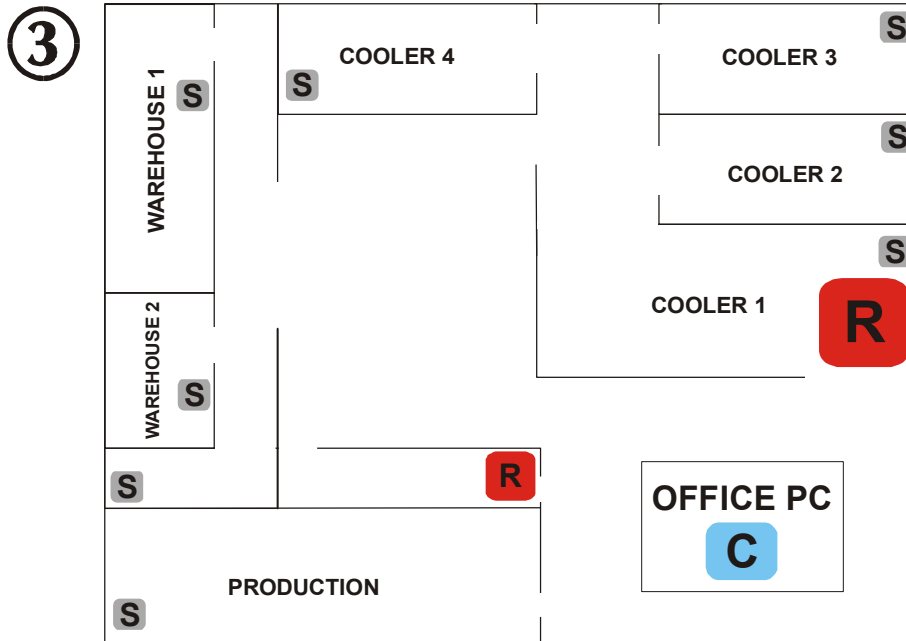 3
COOLER 4
S
COOLER 3
S
WAREHOUSE 1
S
COOLER 2
S
COOLER 1
S
R
WAREHOUSE 2
S
S
R
OFFICE PC
C
PRODUCTION
S